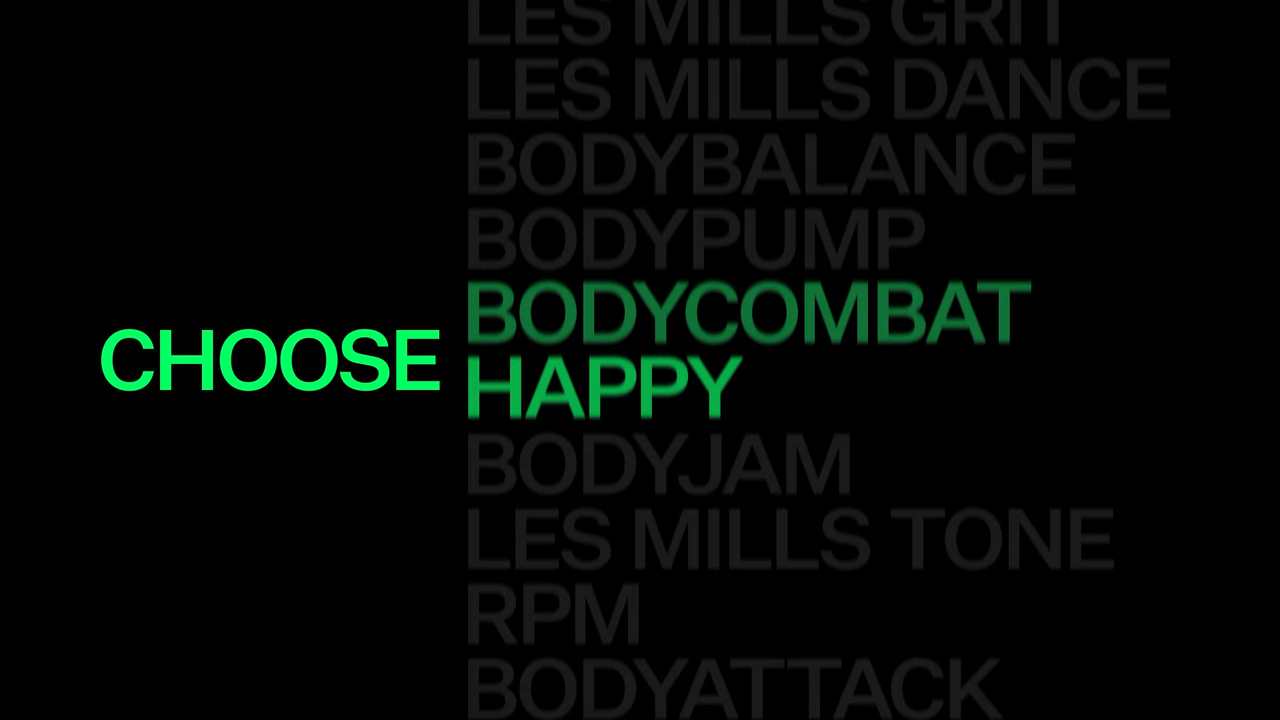 LES MILLS GRIT
LES MILLS DANCE
BODYBALANCE
BODYPUMP
BODYCOMBAT
CHOOSE
HAPPY
BODYJAM
LES MILLS TONE
RPM
BODYATTACK